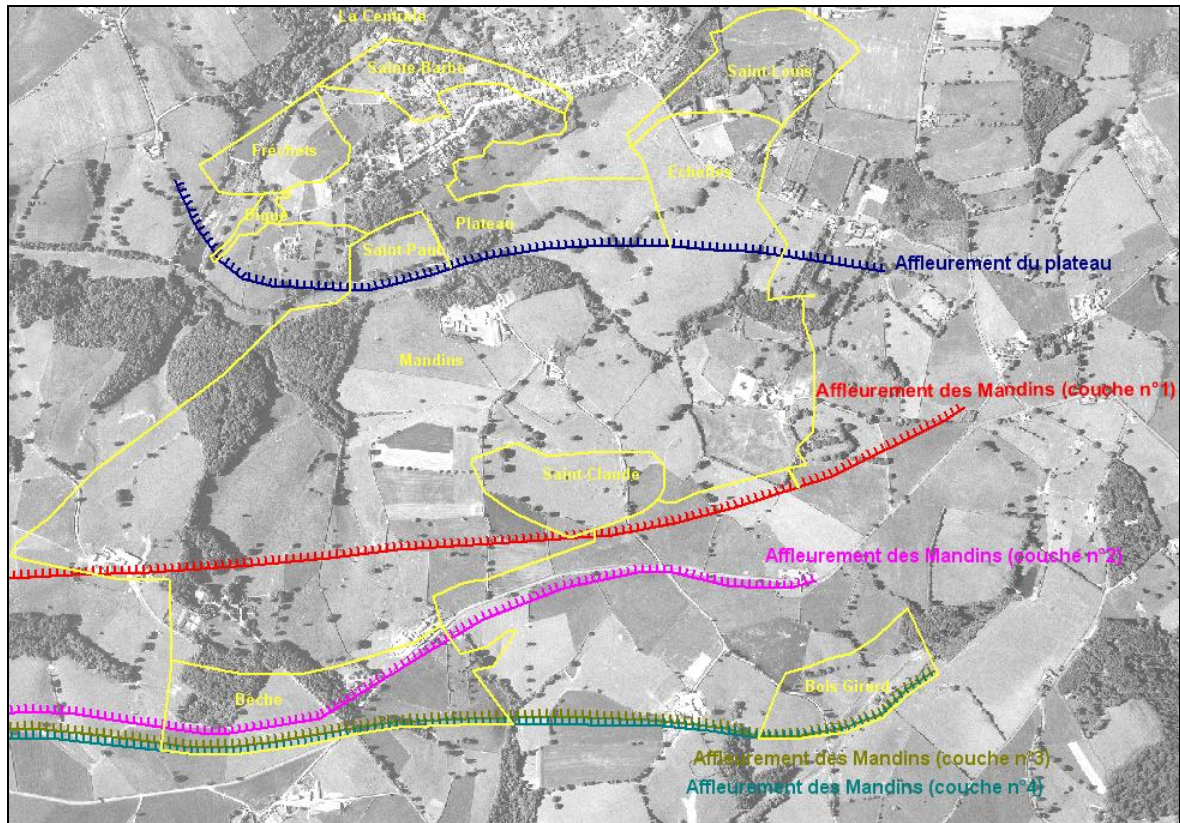 La Centrale
Sainte Barbe
Saint-Louis
Fréchets
Echelles
Digue
Plateau
Saint-Paul
Affleurement du plateau
Mandins
Affleurement des Mandins (couche n°1)
Saint-Claude
Affleurement des Mandins (couche n°2)
Bois Girard
Bèche
Affleurement des Mandins (couche n°3)
Affleurement des Mandins (couche n°4)